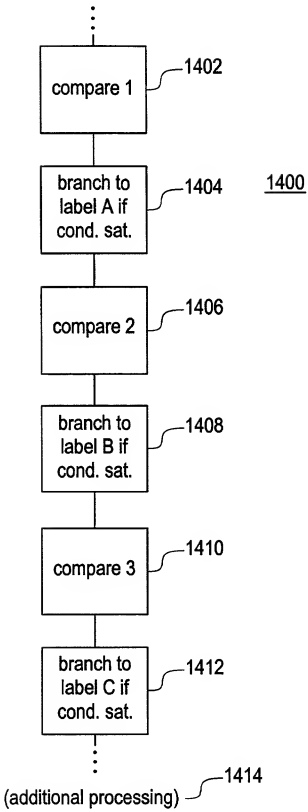 compare 1
1402
branch to
label A if
cond. sat.
1404
1400
compare 2
1406
branch to
label B if
cond. sat.
1408
compare 3
1410
branch to
label C if
cond. sat.
1412
(additional processing)
1414